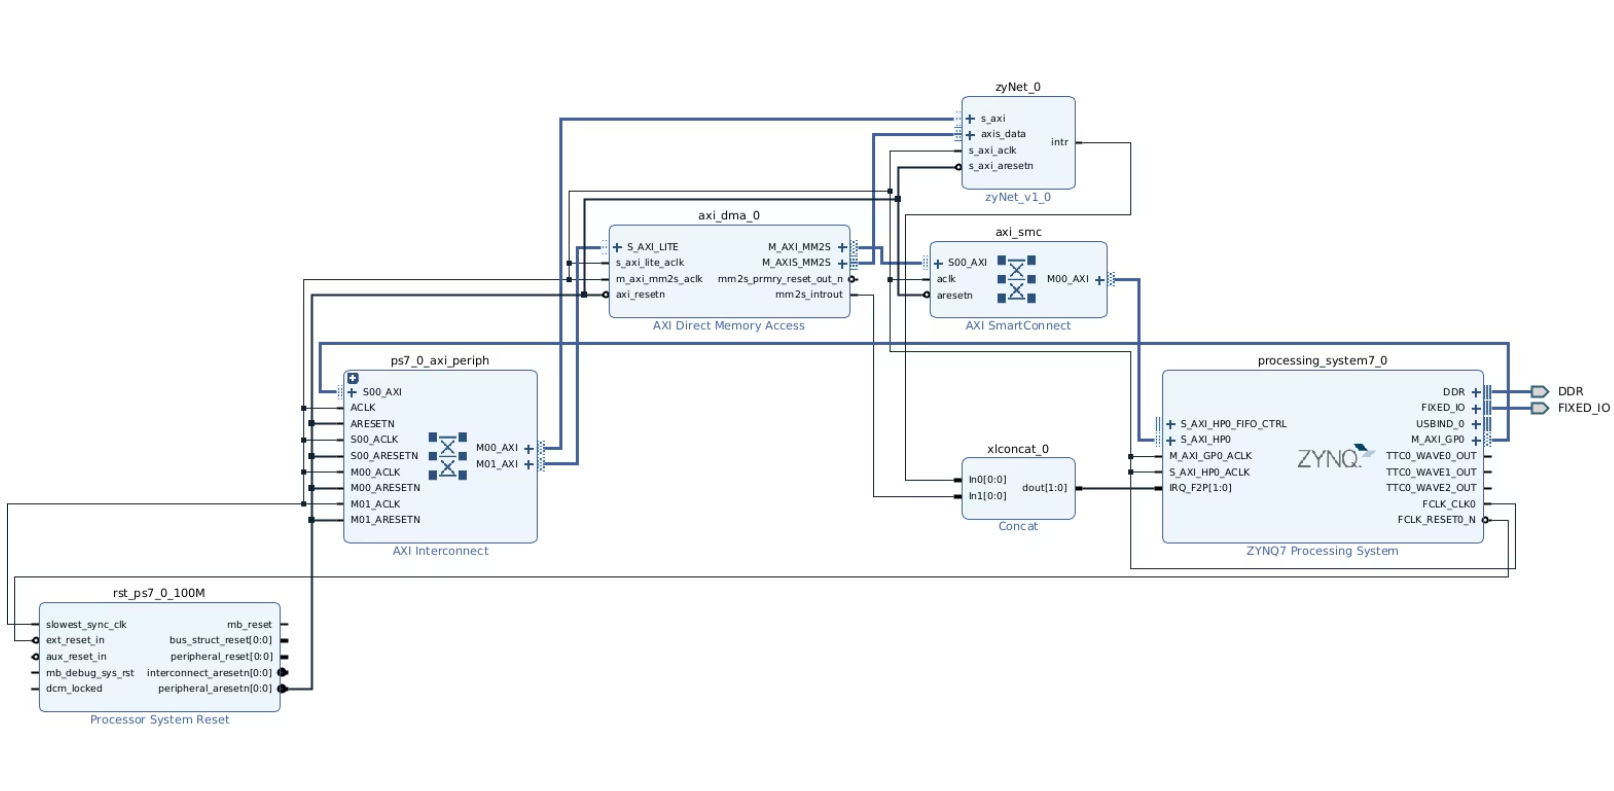 zyNet_0
s_axi
axis_data
s_axi_aclk
s_axi_aresetn
intr
zyNet_v1_0
axi_dma_0
S_AXI_LITE
s_axi_lite_aclk
m_axi_mm2s_aclk
axi_resetn
M_AXI_MM2S
M_AXIS_MM2S
mm2s_prmry_reset_out_n
mm2s_introut
AXI Direct Memory Access
axi_smc
S00_AXI
aclk
aresetn
M00_AXI
AXI SmartConnect
ps7_0_axi_periph
S00_AXI
ACLK
ARESETN
S00_ACLK
S00_ARESETN
M00_ACLK
M00_ARESETN
M01_ACLK
M01_ARESETN
M00_AXI
M01_AXI
AXI Interconnect
xlconcat_0
In0[0:0]
In1[0:0]
dout[1:0]
Concat
processing_system7_0
S_AXI_HP0_FIFO_CTRL
S_AXI_HP0
M_AXI_GP0_ACLK
S_AXI_HP0_ACLK
IRQ_F2P[1:0]
ZYNQ
DDR
FIXED_IO
USBIND_0
M_AXI_GP0
TTC0_WAVE0_OUT
TTC0_WAVE1_OUT
TTC0_WAVE2_OUT
FCLK_CLK0
FCLK_RESET0_N
ZYNQ7 Processing System
DDR
FIXED_IO
rst_ps7_0_100M
slowest_sync_clk
ext_reset_in
aux_reset_in
mb_debug_sys_rst
dcm_locked
mb_reset
bus_struct_reset[0:0]
peripheral_reset[0:0]
interconnect_aresetn[0:0]
peripheral_aresetn[0:0]
Processor System Reset